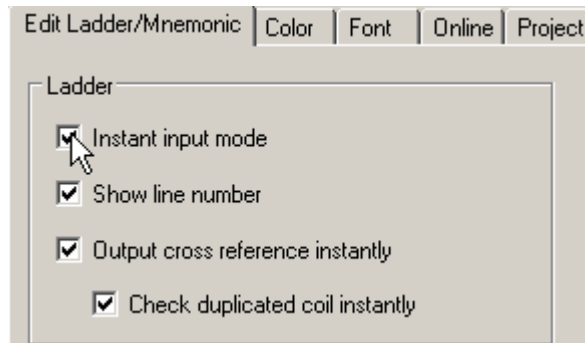 Edit Ladder/Mnemonic Color Font Online Project
Ladder
Instant input mode
Show line number
Output cross reference instantly
Check duplicated coil instantly